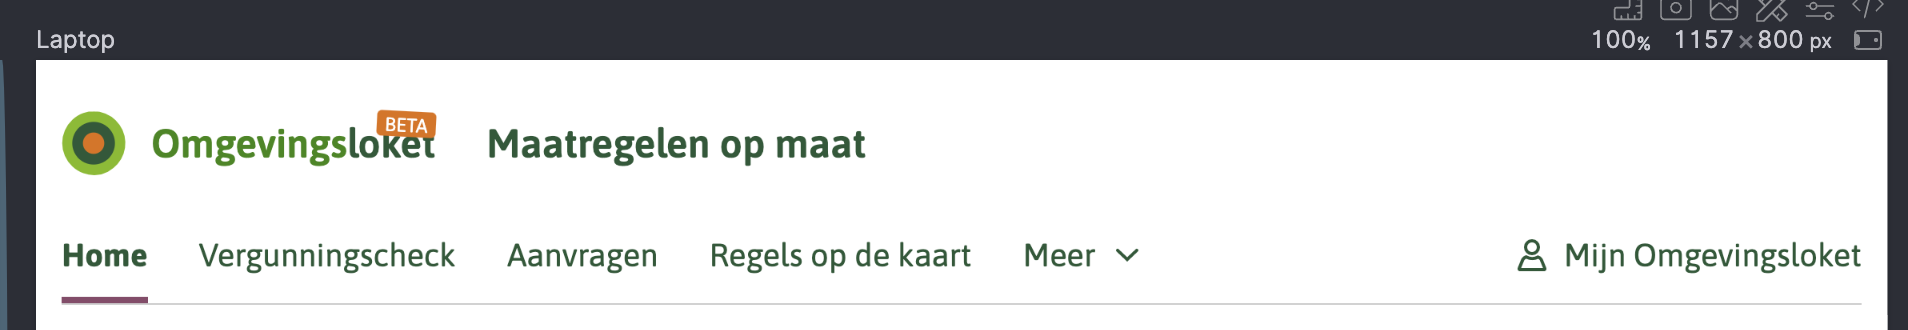 Laptop 100% 1157×800 px
Omgevingsloket BETA Maatregelen op maat
Home Vergunningscheck Aanvragen Regels op de kaart Meer Mijn Omgevingsloket